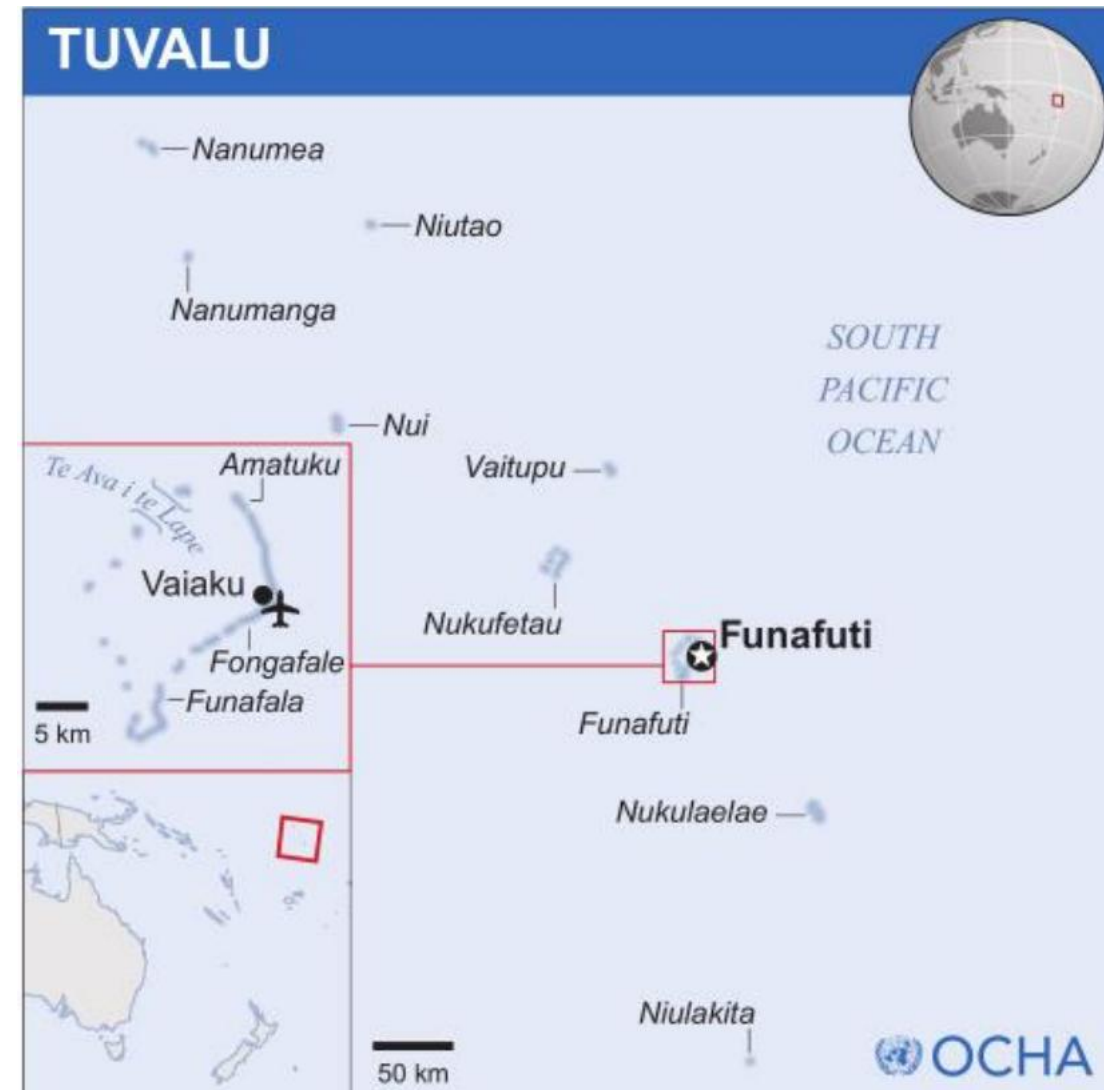 TUVALU
Nanumea
Niutao
Nanumanga
SOUTH
PACIFIC
OCEAN
Nui
Vaitupu
Amatuku
Te Ava i te Lape
Vaiaku
Nukufetau
Funafuti
Fongafale
Funafala
5 km
Funafuti
Nukulaelae
Niulakita
50 km
OCHA